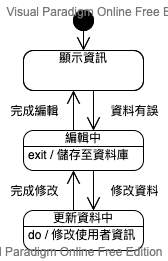 Visual Paradigm Online Free E
顯示資訊
完成編輯
資料有誤
編輯中
exit / 儲存至資料庫
完成修改
修改資料
更新資料中
do / 修改使用者資訊
l Paradigm Online Free Edition